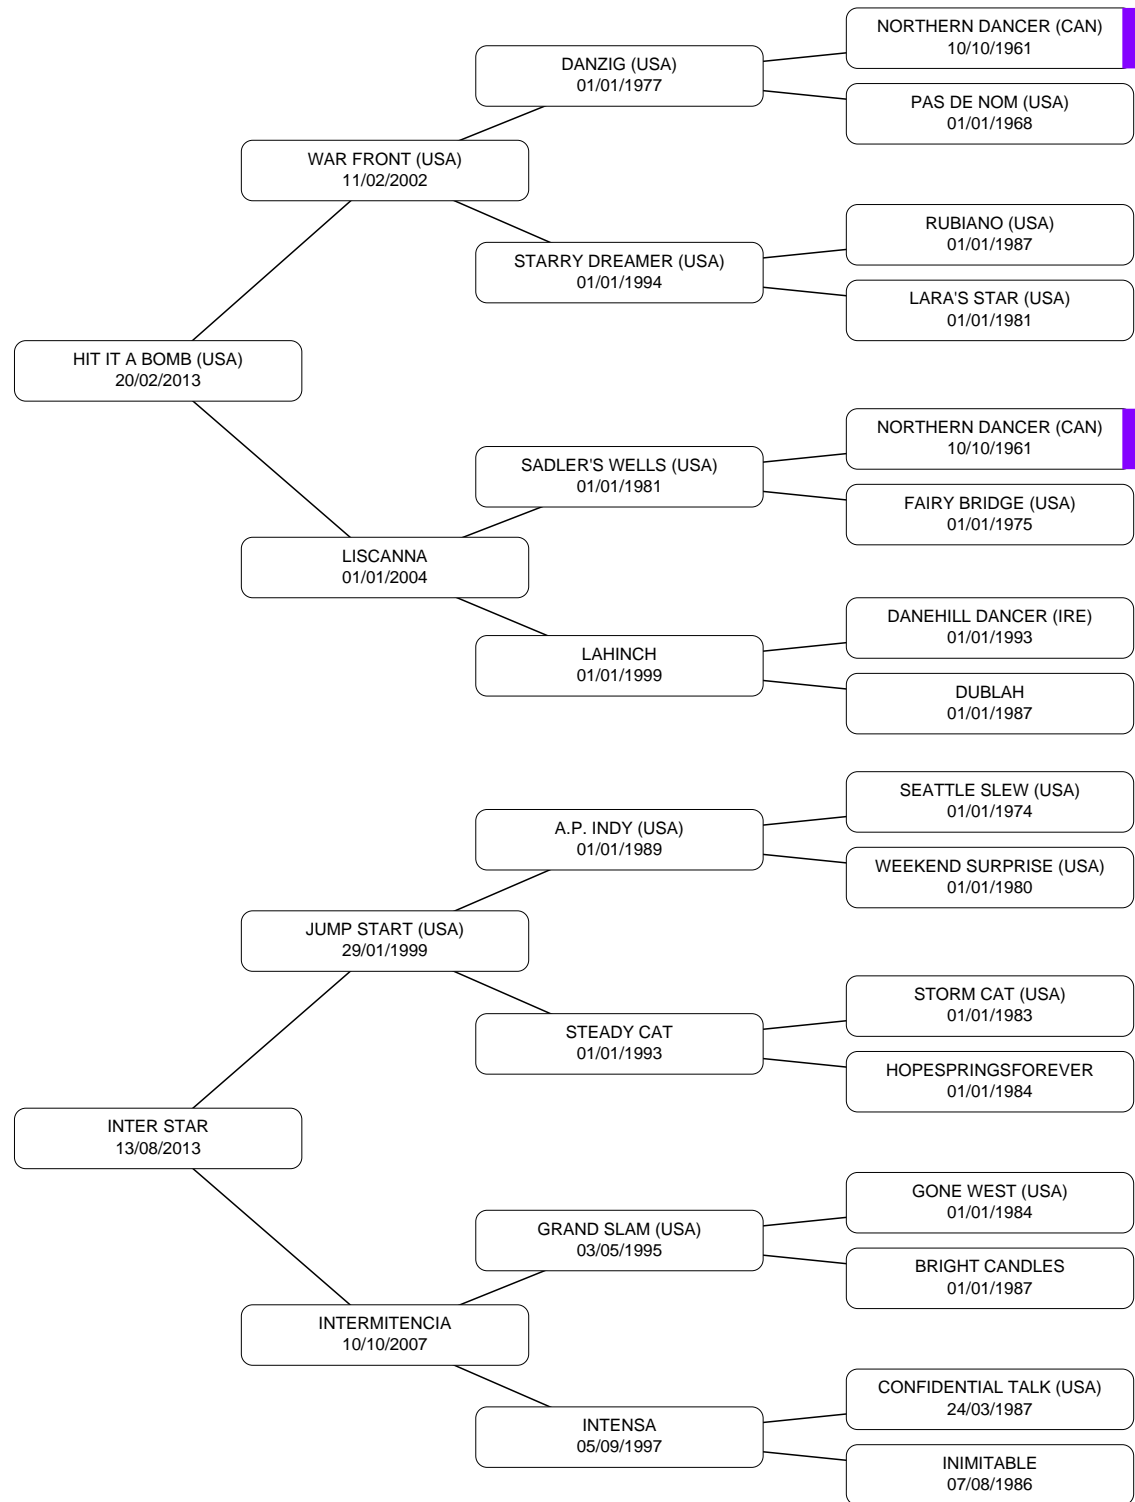 NORTHERN DANCER (CAN)
10/10/1961
DANZIG (USA)
01/01/1977
PAS DE NOM (USA)
01/01/1968
WAR FRONT (USA)
11/02/2002
RUBIANO (USA)
01/01/1987
STARRY DREAMER (USA)
01/01/1994
LARA'S STAR (USA)
01/01/1981
HIT IT A BOMB (USA)
20/02/2013
NORTHERN DANCER (CAN)
10/10/1961
SADLER'S WELLS (USA)
01/01/1981
FAIRY BRIDGE (USA)
01/01/1975
LISCANNA
01/01/2004
DANEHILL DANCER (IRE)
01/01/1993
LAHINCH
01/01/1999
DUBLAH
01/01/1987
SEATTLE SLEW (USA)
01/01/1974
A.P. INDY (USA)
01/01/1989
WEEKEND SURPRISE (USA)
01/01/1980
JUMP START (USA)
29/01/1999
STORM CAT (USA)
01/01/1983
STEADY CAT
01/01/1993
HOPESPRINGSFOREVER
01/01/1984
INTER STAR
13/08/2013
GONE WEST (USA)
01/01/1984
GRAND SLAM (USA)
03/05/1995
BRIGHT CANDLES
01/01/1987
INTERMITENCIA
10/10/2007
CONFIDENTIAL TALK (USA)
24/03/1987
INTENSA
05/09/1997
INIMITABLE
07/08/1986